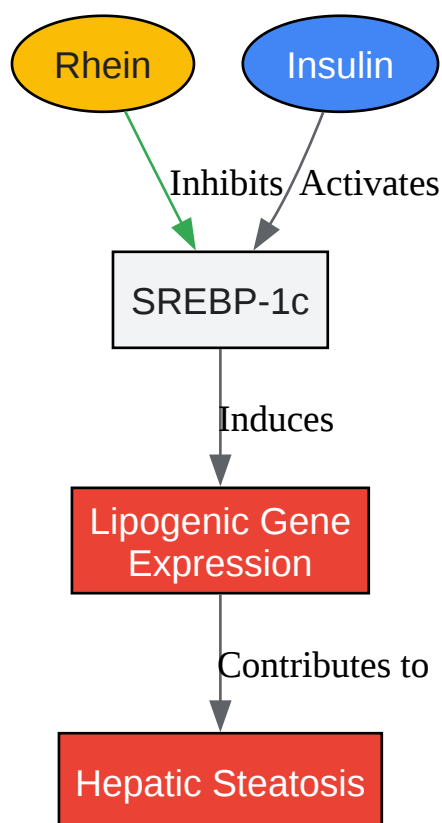 Rhein
Insulin
Inhibits
Activates
SREBP-1c
Induces
Lipogenic Gene
Expression
Contributes to
Hepatic Steatosis